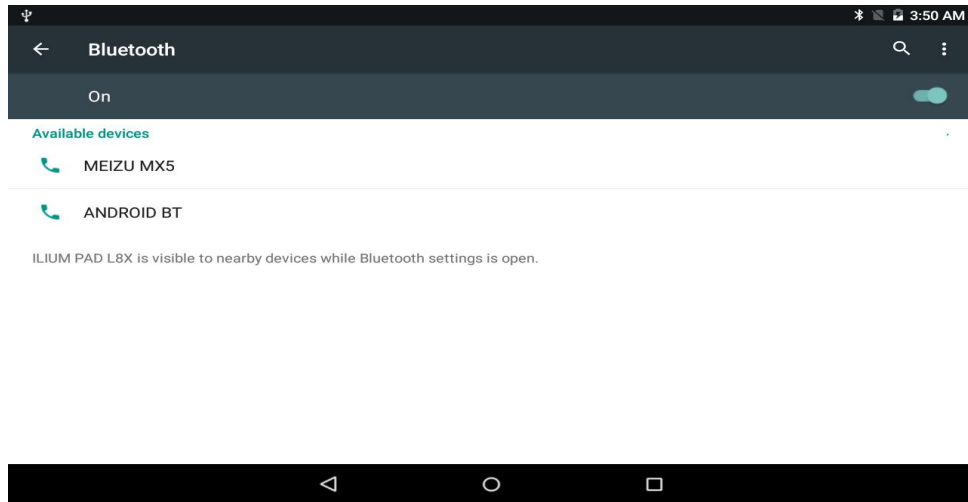 3:50 AM
Bluetooth
On
Available devices
MEIZU MX5
ANDROID BT
ILIUM PAD L8X is visible to nearby devices while Bluetooth settings is open.